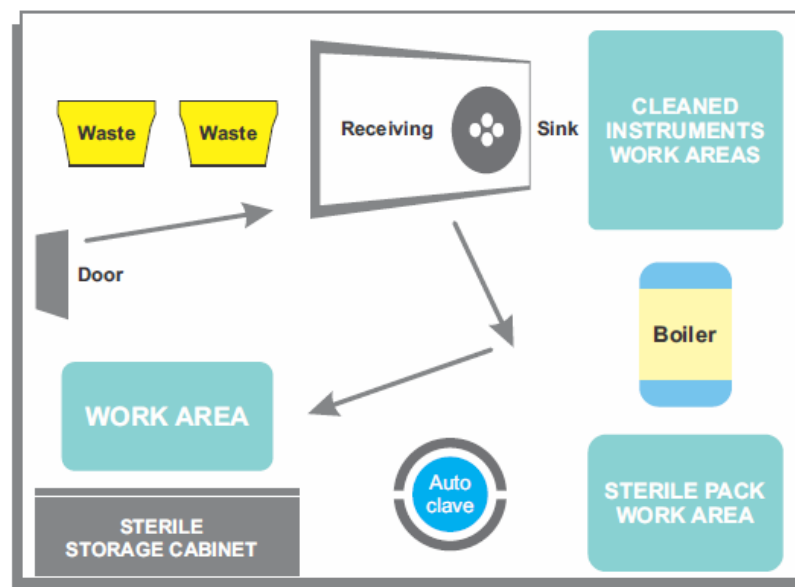 Waste
Waste
Receiving
Sink
CLEANED
INSTRUMENTS
WORK AREAS
Door
Boiler
WORK AREA
Auto
clave
STERILE PACK
WORK AREA
STERILE
STORAGE CABINET